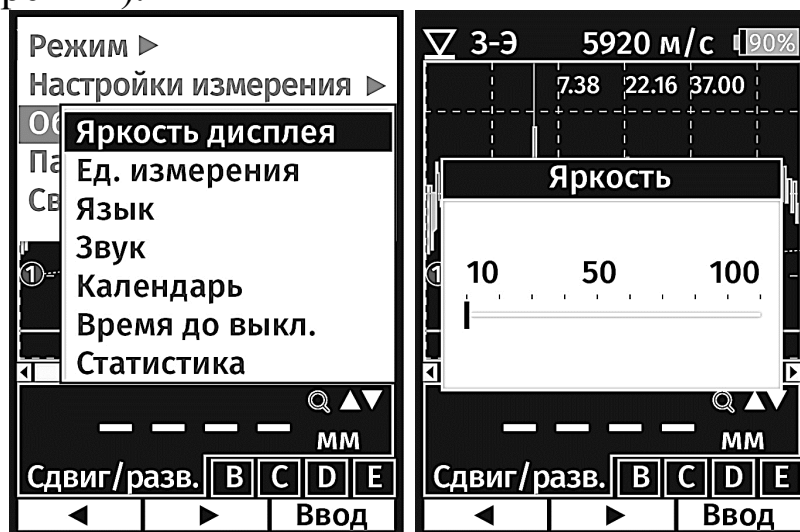 Режим ▶
Настройки измерения ▶
Яркость дисплея
Ед. измерения
Язык
Звук
Календарь
Время до выкл.
Статистика
1
– – – –
мм
Сдвиг/разв. B C D E
◀ ▶ Ввод
З-Э 5920 м/с 90%
7.38 22.16 37.00
Яркость
10 50 100
– – – –
мм
Сдвиг/разв. B C D E
◀ ▶ Ввод